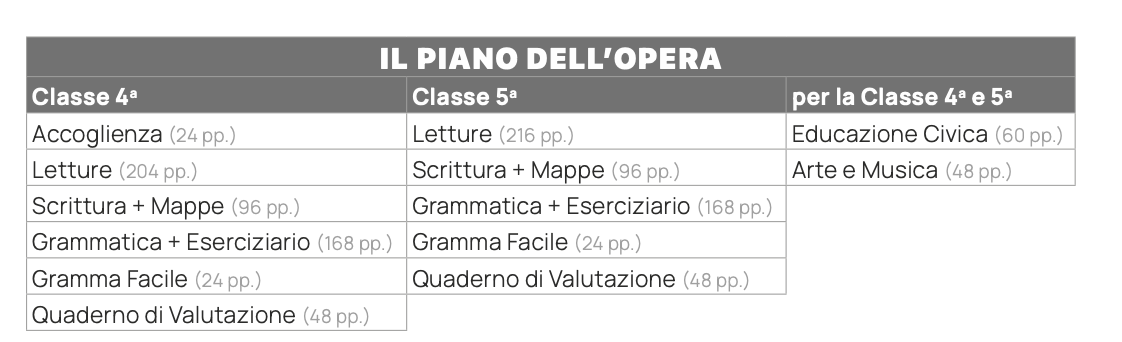 IL PIANO DELL’OPERA
Classe 4ª Classe 5ª per la Classe 4ª e 5ª
Accoglienza (24 pp.) Letture (216 pp.) Educazione Civica (60 pp.)
Letture (204 pp.) Scrittura + Mappe (96 pp.) Arte e Musica (48 pp.)
Scrittura + Mappe (96 pp.) Grammatica + Eserciziario (168 pp.)
Grammatica + Eserciziario (168 pp.) Gramma Facile (24 pp.)
Gramma Facile (24 pp.) Quaderno di Valutazione (48 pp.)
Quaderno di Valutazione (48 pp.)